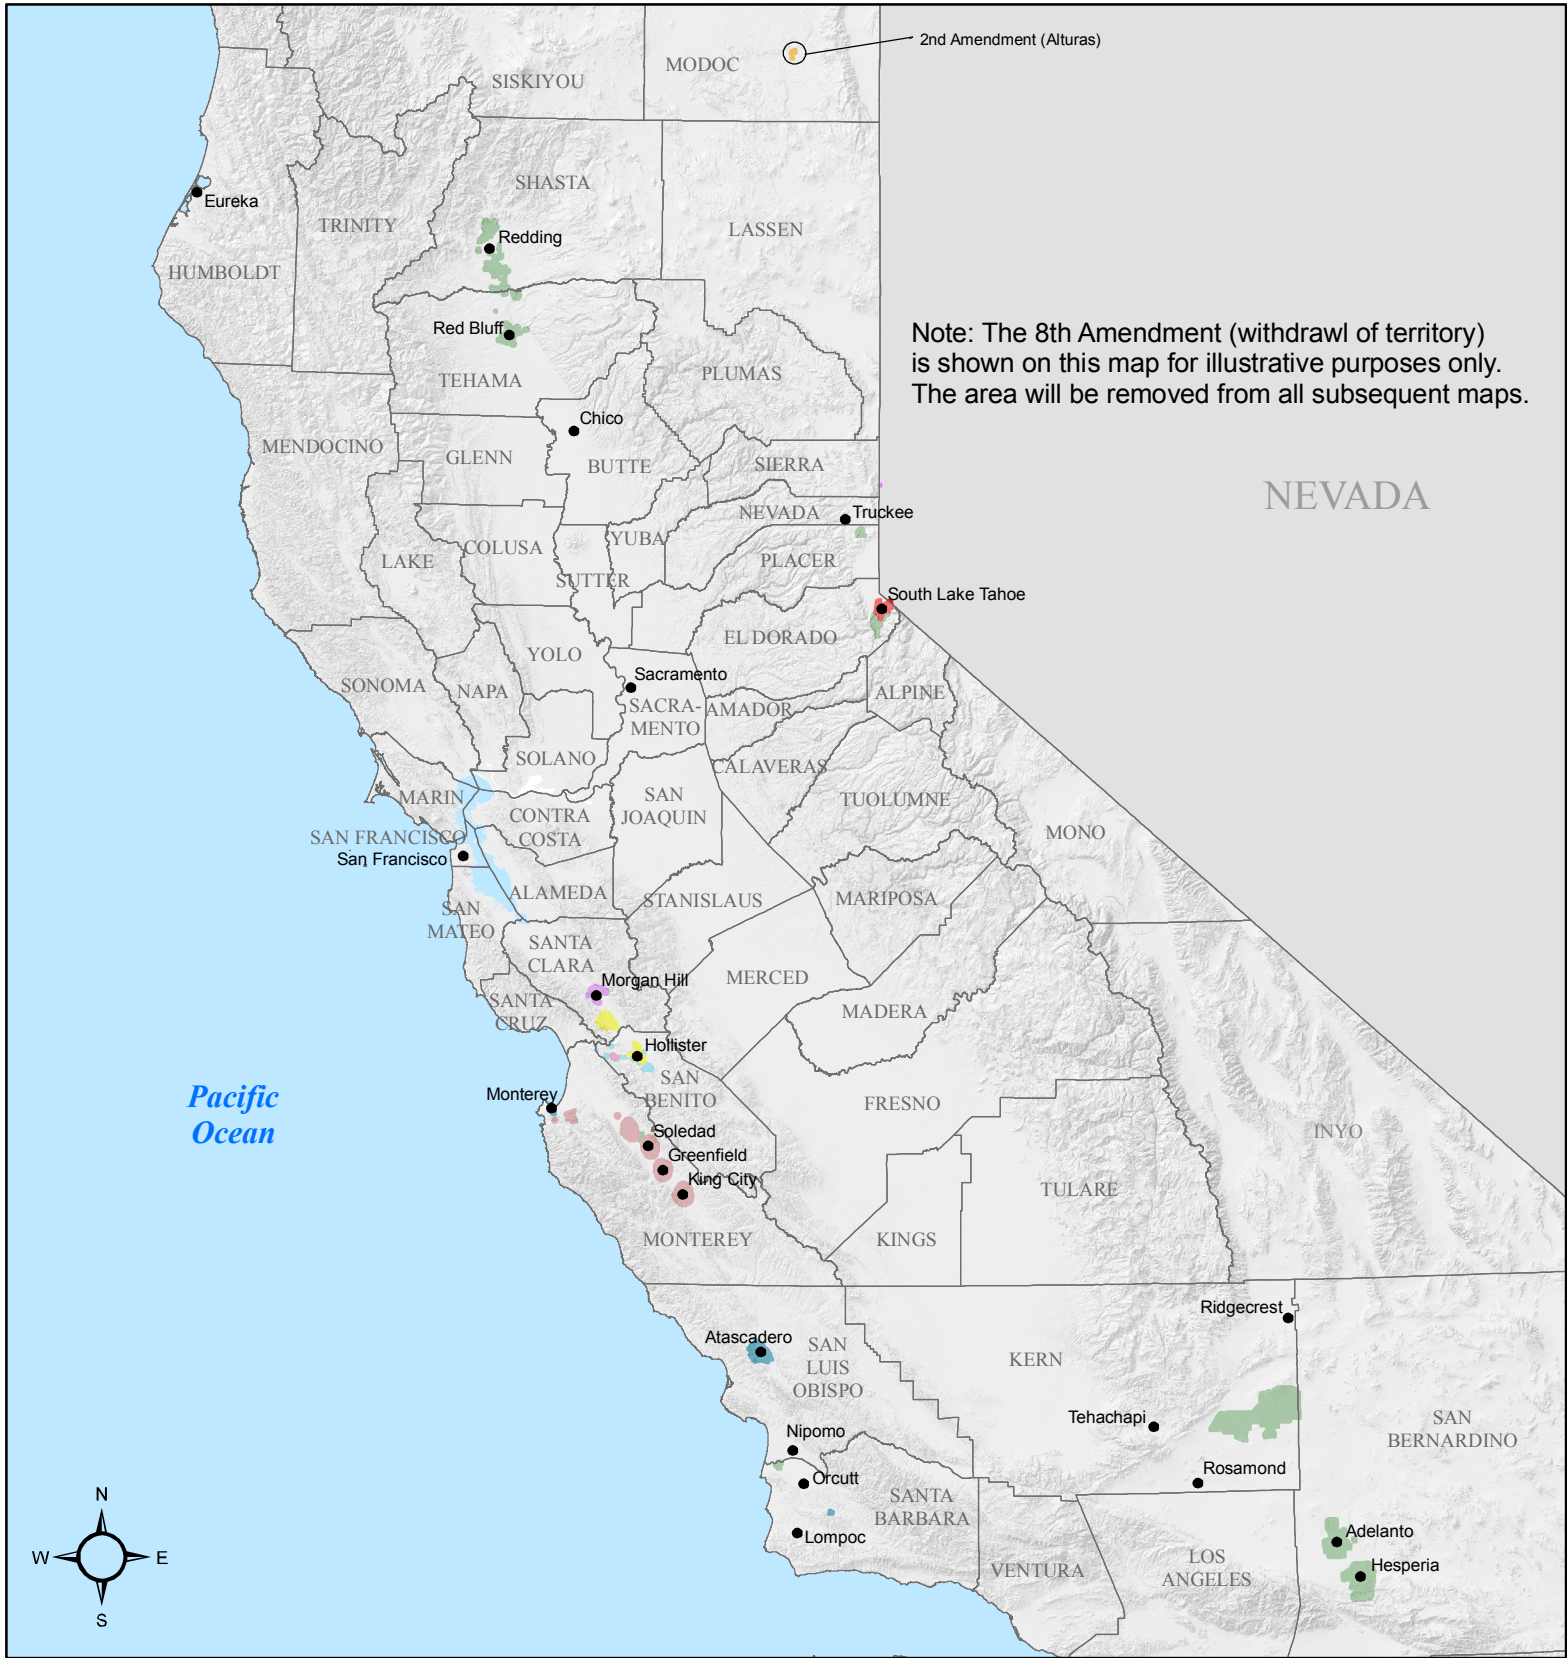 2nd Amendment (Alturas)
MODOC
SISKIYOU
SHASTA
Eureka
TRINITY
LASSEN
Redding
HUMBOLDT
Red Bluff
Note: The 8th Amendment (withdrawl of territory)
is shown on this map for illustrative purposes only.
The area will be removed from all subsequent maps.
TEHAMA
PLUMAS
Chico
MENDOCINO
GLENN
BUTTE
SIERRA
NEVADA
NEVADA
Truckee
YUBA
COLUSA
LAKE
PLACER
SUTTER
South Lake Tahoe
EL DORADO
YOLO
Sacramento
SONOMA
NAPA
ALPINE
SACRA-
MENTO
AMADOR
SOLANO
CALAVERAS
MARIN
SAN
JOAQUIN
TUOLUMNE
CONTRA
COSTA
MONO
SAN FRANCISCO
San Francisco
ALAMEDA
STANISLAUS
MARIPOSA
SAN
MATEO
SANTA
CLARA
MERCED
Morgan Hill
SANTA
CRUZ
MADERA
Hollister
SAN
BENITO
Monterey
Pacific
Ocean
FRESNO
INYO
Soledad
Greenfield
King City
TULARE
MONTEREY
KINGS
Ridgecrest
Atascadero
SAN
LUIS
OBISPO
KERN
Tehachapi
SAN
BERNARDINO
Nipomo
Rosamond
Orcutt
SANTA
BARBARA
Lompoc
Adelanto
LOS
ANGELES
VENTURA
Hesperia
N
W
E
S